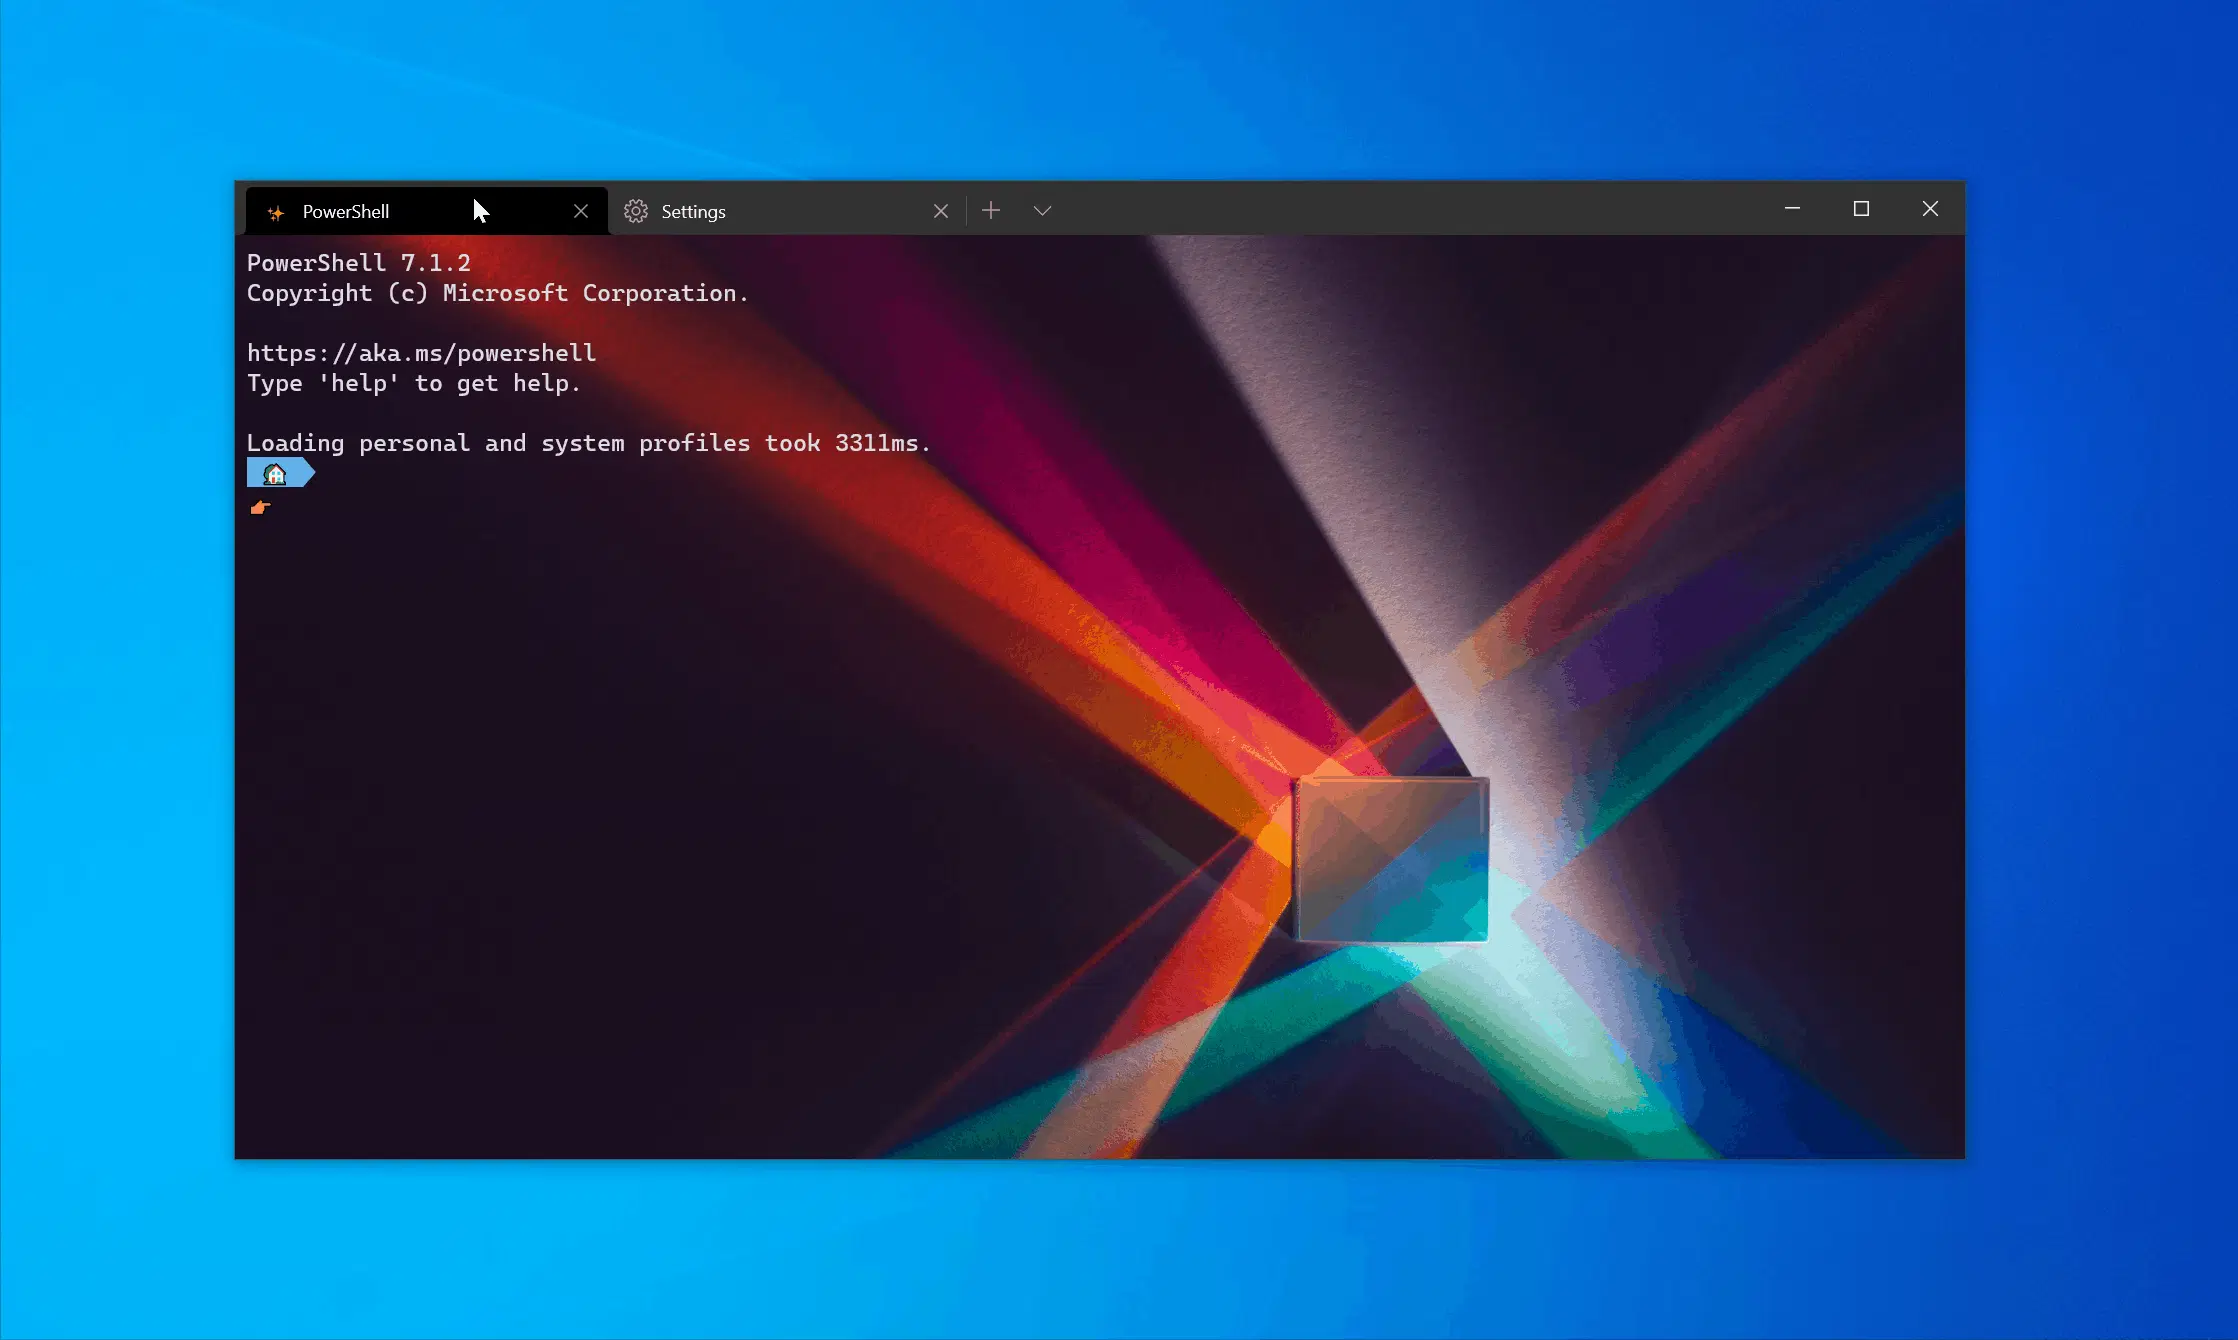 PowerShell
Settings
PowerShell 7.1.2
Copyright (c) Microsoft Corporation.
https://aka.ms/powershell
Type 'help' to get help.
Loading personal and system profiles took 3311ms.